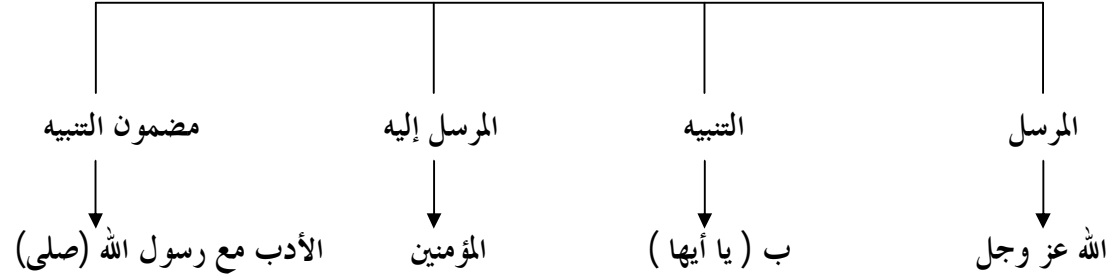 المرسل التنبيه المرسل إليه مضمون التنبيه
الله عز وجل ب ( يا أيها ) المؤمنين الأدب مع رسول الله (صلى)